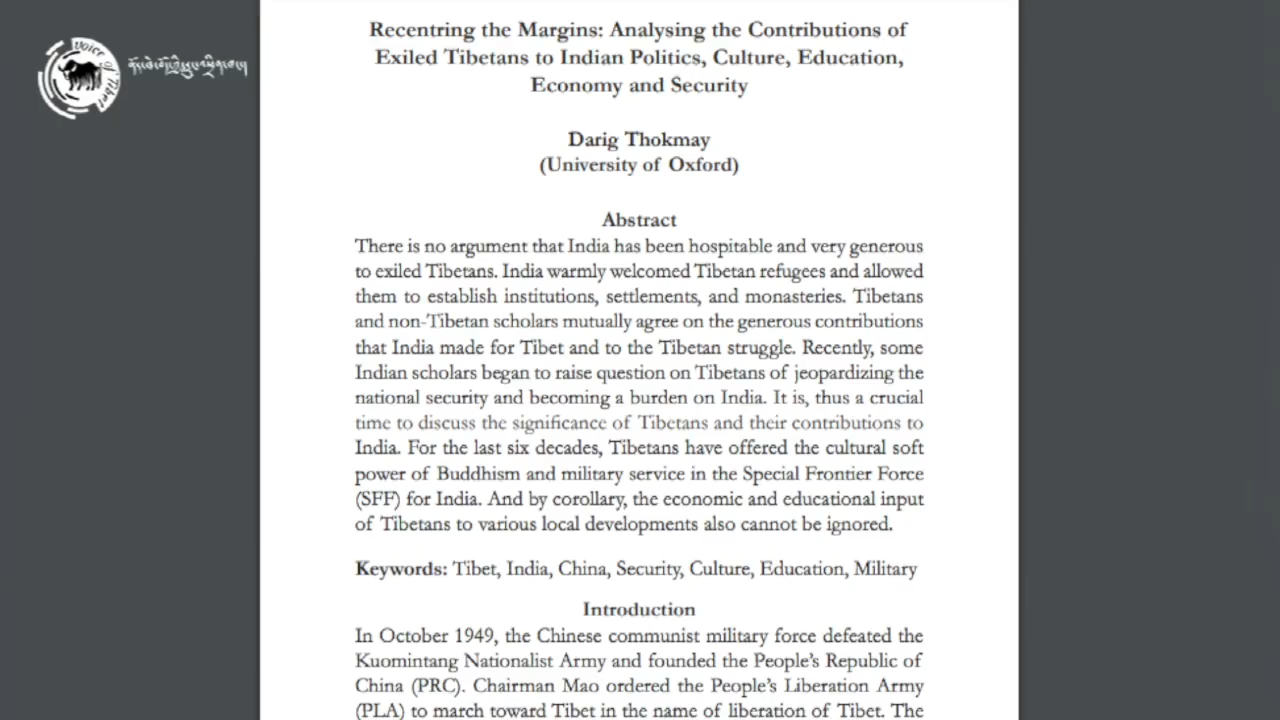 Voice of Tibet
Recentring the Margins: Analysing the Contributions of
Exiled Tibetans to Indian Politics, Culture, Education,
Economy and Security
Darig Thokmay
(University of Oxford)
Abstract
There is no argument that India has been hospitable and very generous
to exiled Tibetans. India warmly welcomed Tibetan refugees and allowed
them to establish institutions, settlements, and monasteries. Tibetans
and non-Tibetan scholars mutually agree on the generous contributions
that India made for Tibet and to the Tibetan struggle. Recently, some
Indian scholars began to raise question on Tibetans of jeopardizing the
national security and becoming a burden on India. It is, thus a crucial
time to discuss the significance of Tibetans and their contributions to
India. For the last six decades, Tibetans have offered the cultural soft
power of Buddhism and military service in the Special Frontier Force
(SFF) for India. And by corollary, the economic and educational input
of Tibetans to various local developments also cannot be ignored.
Keywords: Tibet, India, China, Security, Culture, Education, Military
Introduction
In October 1949, the Chinese communist military force defeated the
Kuomintang Nationalist Army and founded the People's Republic of
China (PRC). Chairman Mao ordered the People's Liberation Army
(PLA) to march toward Tibet in the name of liberation of Tibet. The